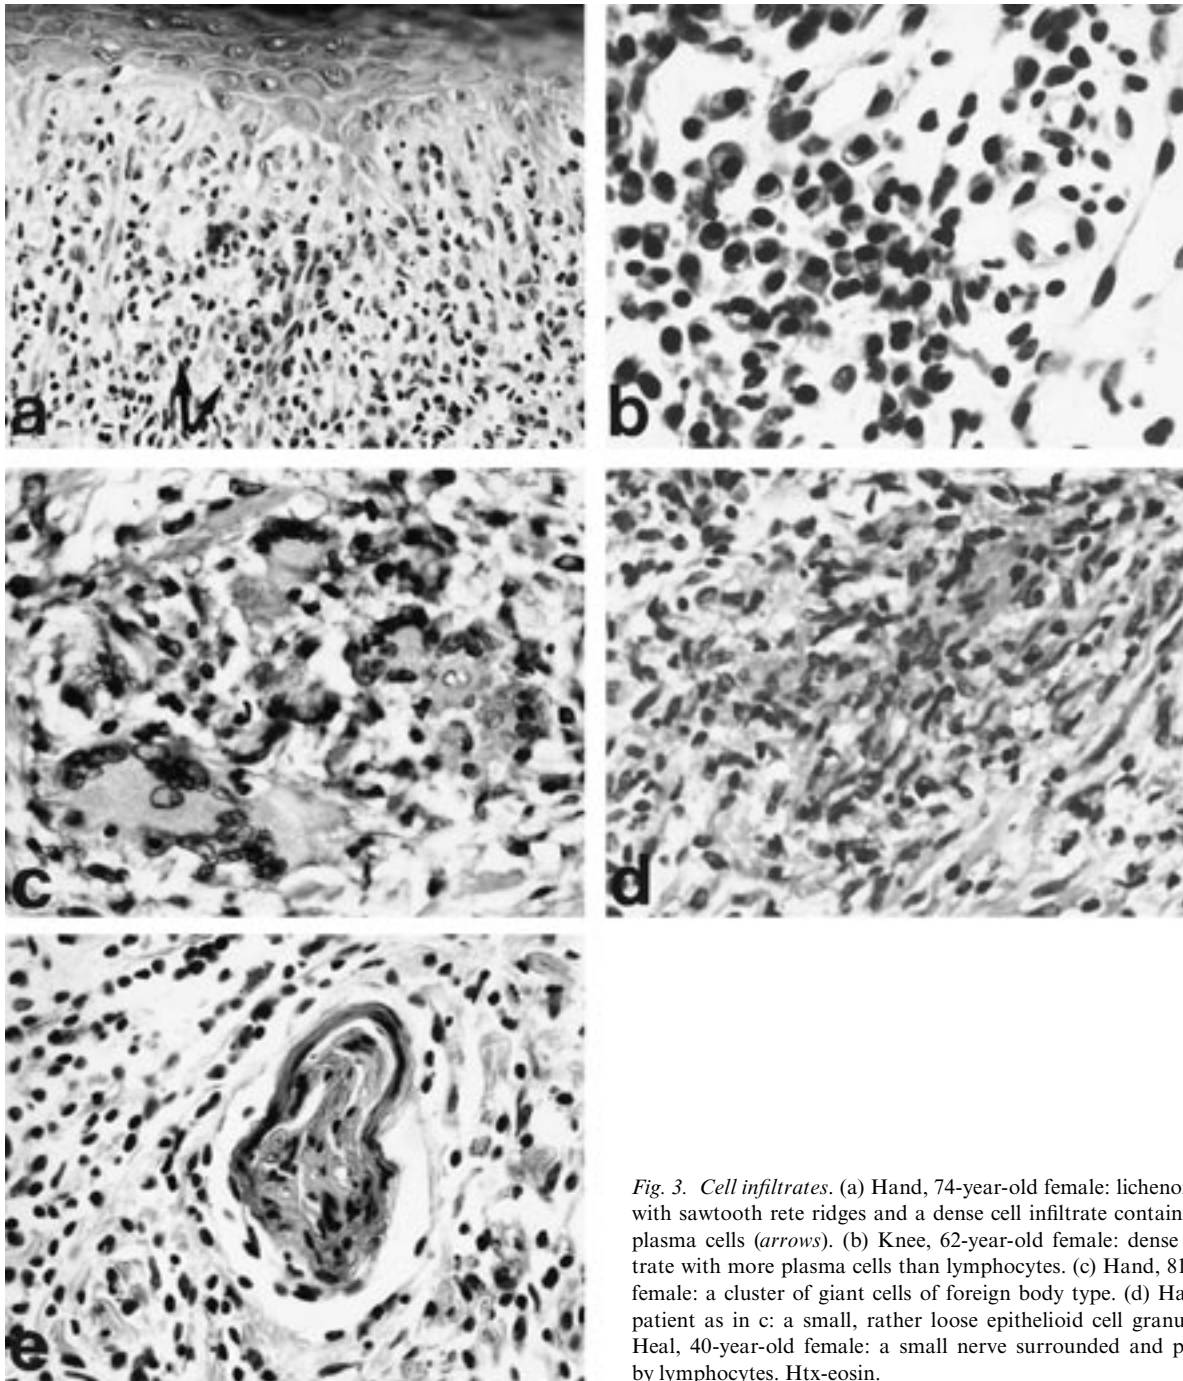 a
b
c
d
e
Fig. 3. Cell infiltrates. (a) Hand, 74-year-old female: lichenor
with sawtooth rete ridges and a dense cell infiltrate contain
plasma cells (arrows). (b) Knee, 62-year-old female: dense
trate with more plasma cells than lymphocytes. (c) Hand, 81
female: a cluster of giant cells of foreign body type. (d) Ha
patient as in c: a small, rather loose epithelioid cell granu
Heal, 40-year-old female: a small nerve surrounded and p
by lymphocytes. Htx-eosin.